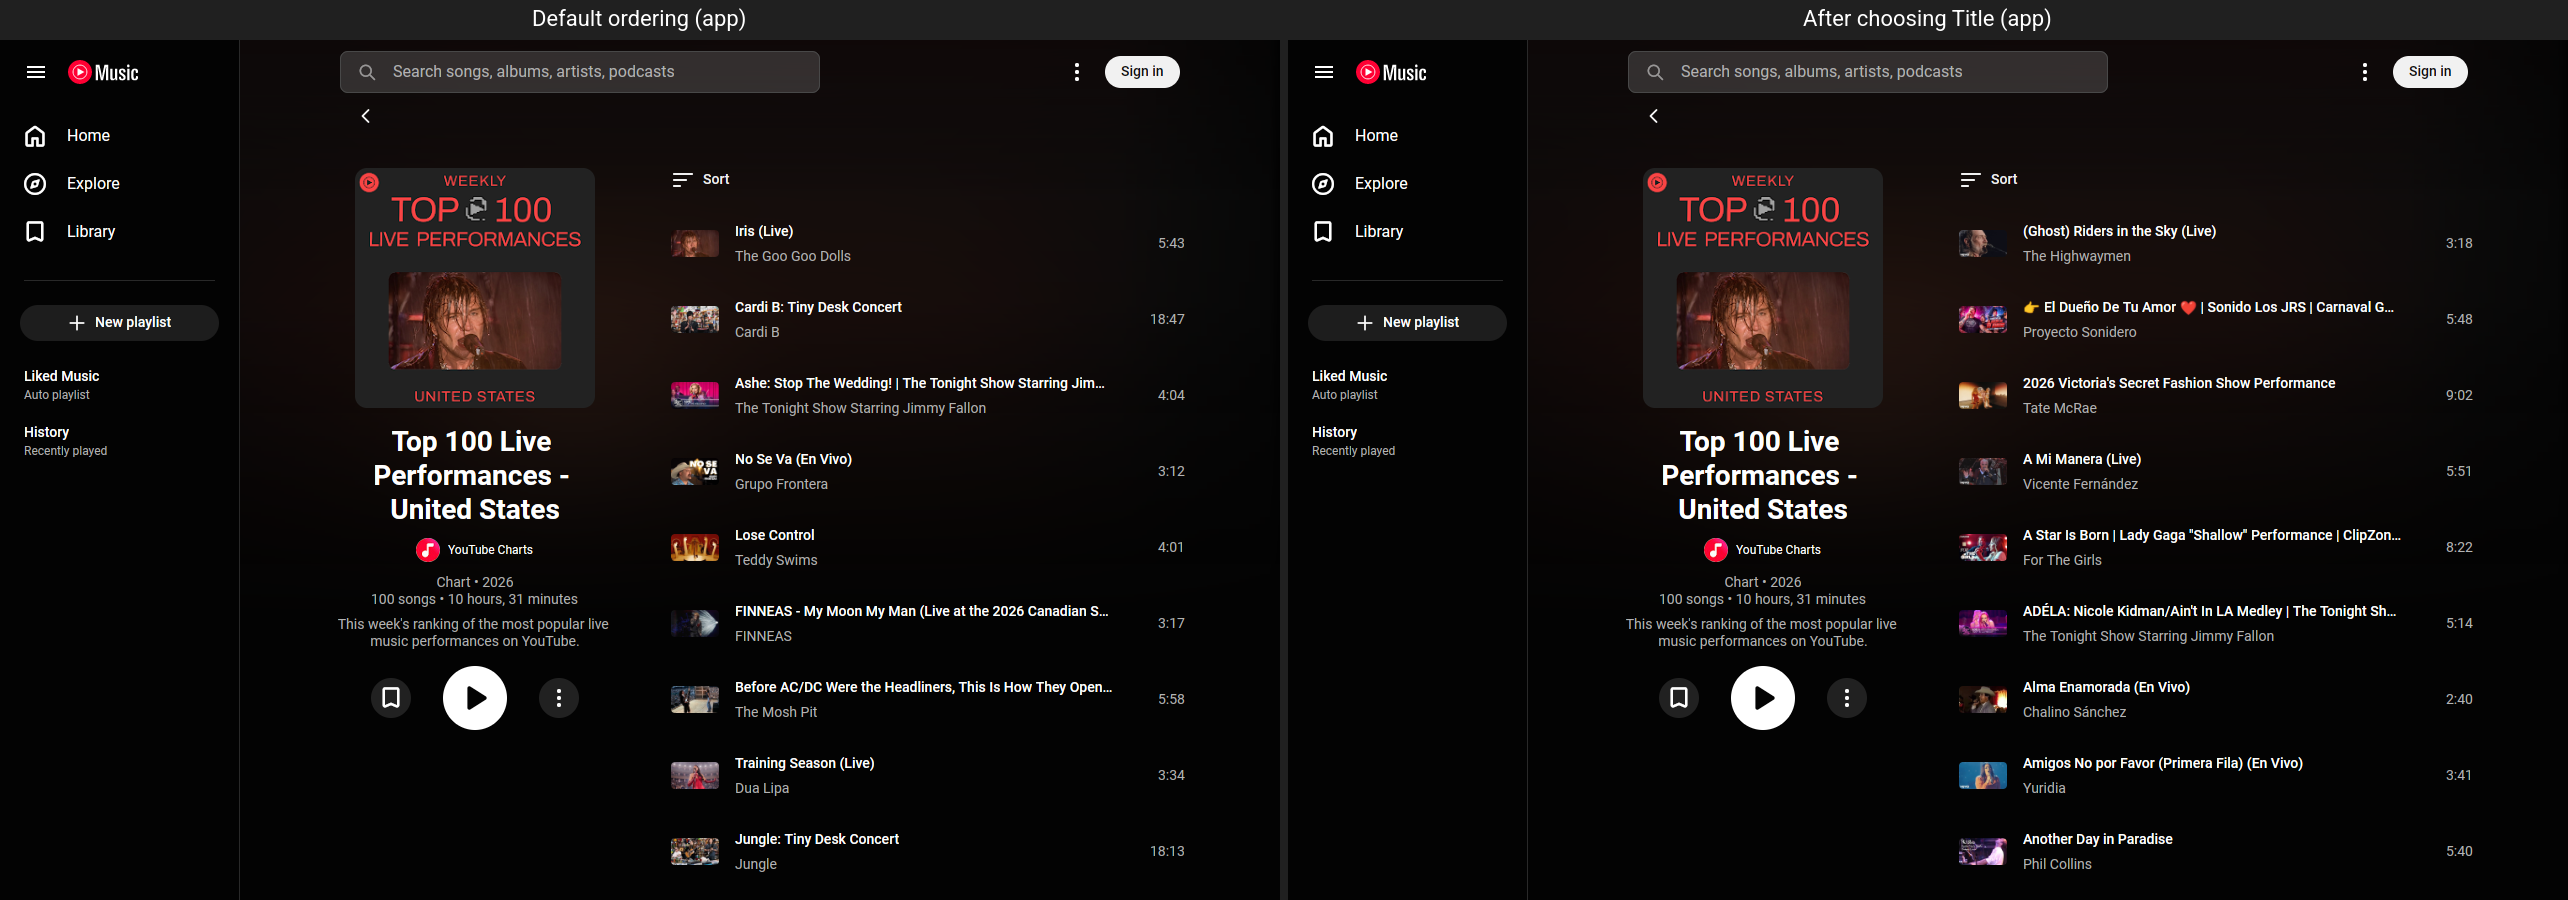 Default ordering (app)
Music
Search songs, albums, artists, podcasts
Sign in
Home
Explore
Library
New playlist
Liked Music
Auto playlist
History
Recently played
WEEKLY
TOP 100
LIVE PERFORMANCES
UNITED STATES
Top 100 Live
Performances -
United States
YouTube Charts
Chart • 2026
100 songs • 10 hours, 31 minutes
This week's ranking of the most popular live
music performances on YouTube.
Sort
Iris (Live)
The Goo Goo Dolls
5:43
Cardi B: Tiny Desk Concert
Cardi B
18:47
Ashe: Stop The Wedding! | The Tonight Show Starring Jim...
The Tonight Show Starring Jimmy Fallon
4:04
NO SE
VA
No Se Va (En Vivo)
Grupo Frontera
3:12
Lose Control
Teddy Swims
4:01
FINNEAS - My Moon My Man (Live at the 2026 Canadian S...
FINNEAS
3:17
Before AC/DC Were the Headliners, This Is How They Open...
The Mosh Pit
5:58
Training Season (Live)
Dua Lipa
3:34
Jungle: Tiny Desk Concert
Jungle
18:13
After choosing Title (app)
Music
Search songs, albums, artists, podcasts
Sign in
Home
Explore
Library
New playlist
Liked Music
Auto playlist
History
Recently played
WEEKLY
TOP 100
LIVE PERFORMANCES
UNITED STATES
Top 100 Live
Performances -
United States
YouTube Charts
Chart • 2026
100 songs • 10 hours, 31 minutes
This week's ranking of the most popular live
music performances on YouTube.
Sort
(Ghost) Riders in the Sky (Live)
The Highwaymen
3:18
👉 El Dueño De Tu Amor ❤️ | Sonido Los JRS | Carnaval G...
Proyecto Sonidero
5:48
2026 Victoria's Secret Fashion Show Performance
Tate McRae
9:02
A Mi Manera (Live)
Vicente Fernández
5:51
A Star Is Born | Lady Gaga "Shallow" Performance | ClipZon...
For The Girls
8:22
ADÉLA: Nicole Kidman/Ain't In LA Medley | The Tonight Sh...
The Tonight Show Starring Jimmy Fallon
5:14
Alma Enamorada (En Vivo)
Chalino Sánchez
2:40
Amigos No por Favor (Primera Fila) (En Vivo)
Yuridia
3:41
Another Day in Paradise
Phil Collins
5:40